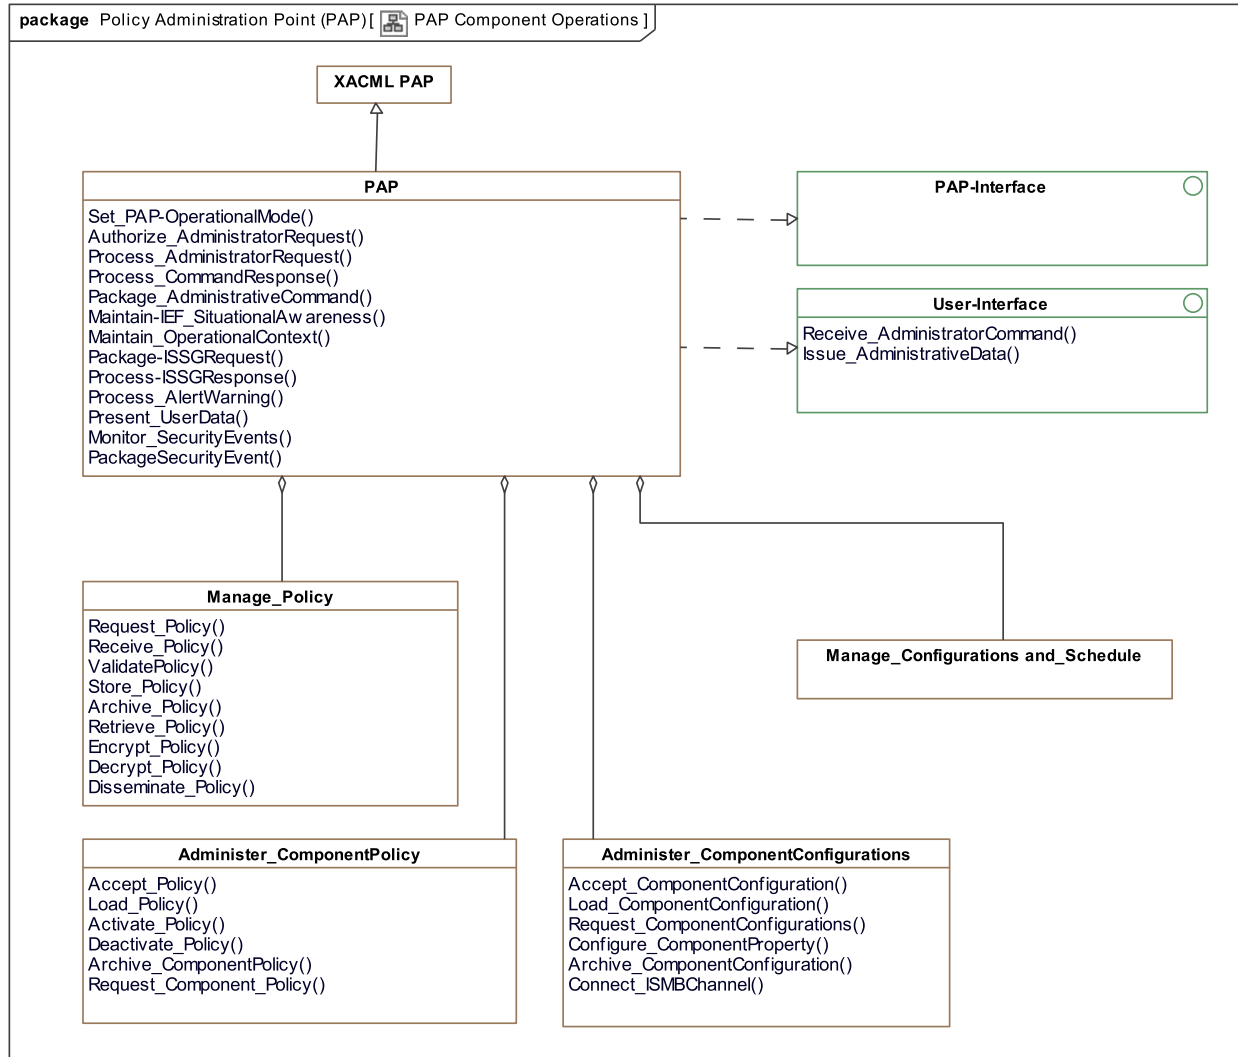 package Policy Administration Point (PAP) [ PAP Component Operations ]
XACML PAP
PAP
Set_PAP-OperationalMode()
Authorize_AdministratorRequest()
Process_AdministratorRequest()
Process_CommandResponse()
Package_AdministrativeCommand()
Maintain-IEF_SituationalAwareness()
Maintain_OperationalContext()
Package-ISSGRequest()
Process-ISSGResponse()
Process_AlertWarning()
Present_UserData()
Monitor_SecurityEvents()
PackageSecurityEvent()
PAP-Interface
User-Interface
Receive_AdministratorCommand()
Issue_AdministrativeData()
Manage_Policy
Request_Policy()
Receive_Policy()
ValidatePolicy()
Store_Policy()
Archive_Policy()
Retrieve_Policy()
Encrypt_Policy()
Decrypt_Policy()
Disseminate_Policy()
Manage_Configurations and_Schedule
Administer_ComponentPolicy
Accept_Policy()
Load_Policy()
Activate_Policy()
Deactivate_Policy()
Archive_ComponentPolicy()
Request_Component_Policy()
Administer_ComponentConfigurations
Accept_ComponentConfiguration()
Load_ComponentConfiguration()
Request_ComponentConfigurations()
Configure_ComponentProperty()
Archive_ComponentConfiguration()
Connect_ISMBChannel()